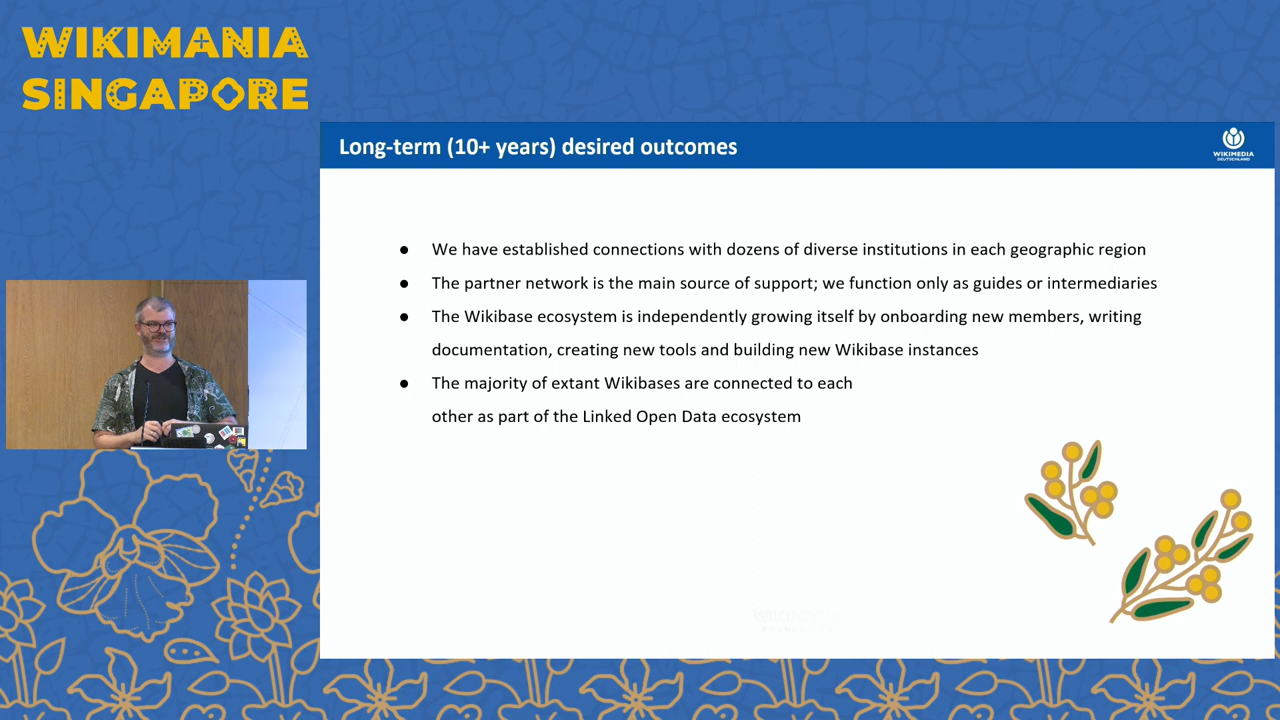 WIKIMANIA
SINGAPORE
Long-term (10+ years) desired outcomes
WIKIMEDIA
DEUTSCHLAND
● We have established connections with dozens of diverse institutions in each geographic region
● The partner network is the main source of support; we function only as guides or intermediaries
● The Wikibase ecosystem is independently growing itself by onboarding new members, writing
documentation, creating new tools and building new Wikibase instances
● The majority of extant Wikibases are connected to each
other as part of the Linked Open Data ecosystem